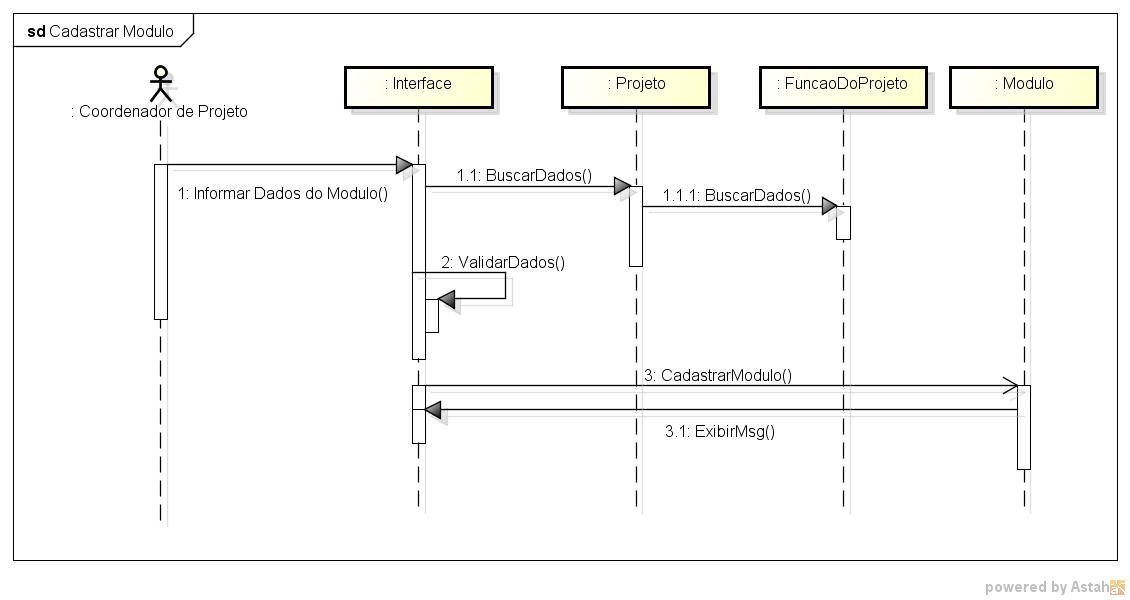 sd Cadastrar Modulo
: Coordenador de Projeto
: Interface
: Projeto
: FuncaoDoProjeto
: Modulo
1: Informar Dados do Modulo()
1.1: BuscarDados()
1.1.1: BuscarDados()
2: ValidarDados()
3: CadastrarModulo()
3.1: ExibirMsg()
powered by Astah